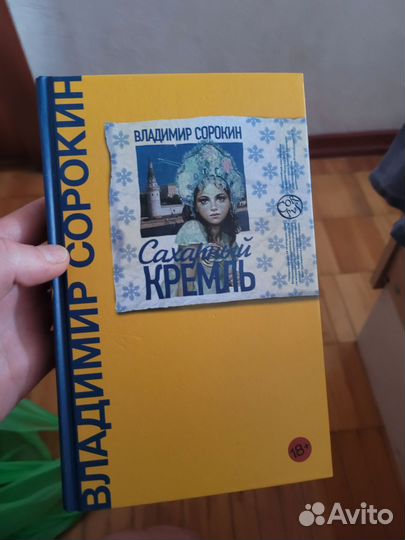 ВЛАДИМИР СОРОКИН
ВЛАДИМИР СОРОКИН
Сахарный
КРЕМЛЬ
18+
Avito